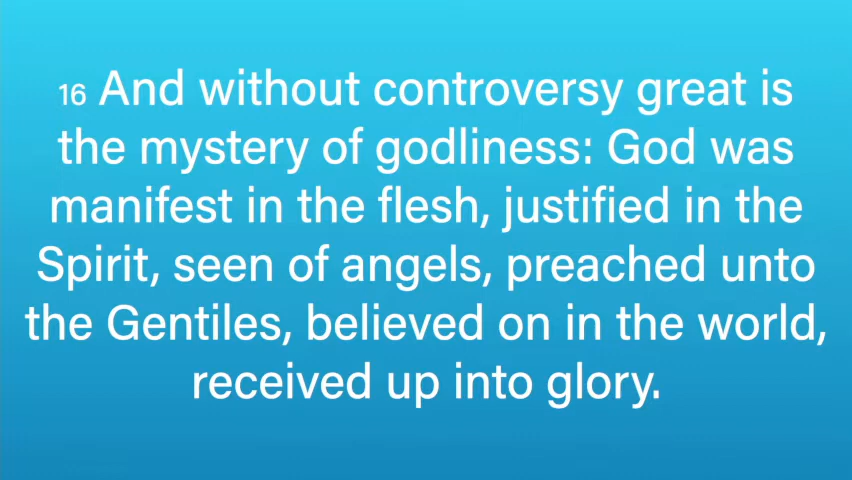 16 And without controversy great is
the mystery of godliness: God was
manifest in the flesh, justified in the
Spirit, seen of angels, preached unto
the Gentiles, believed on in the world,
received up into glory.